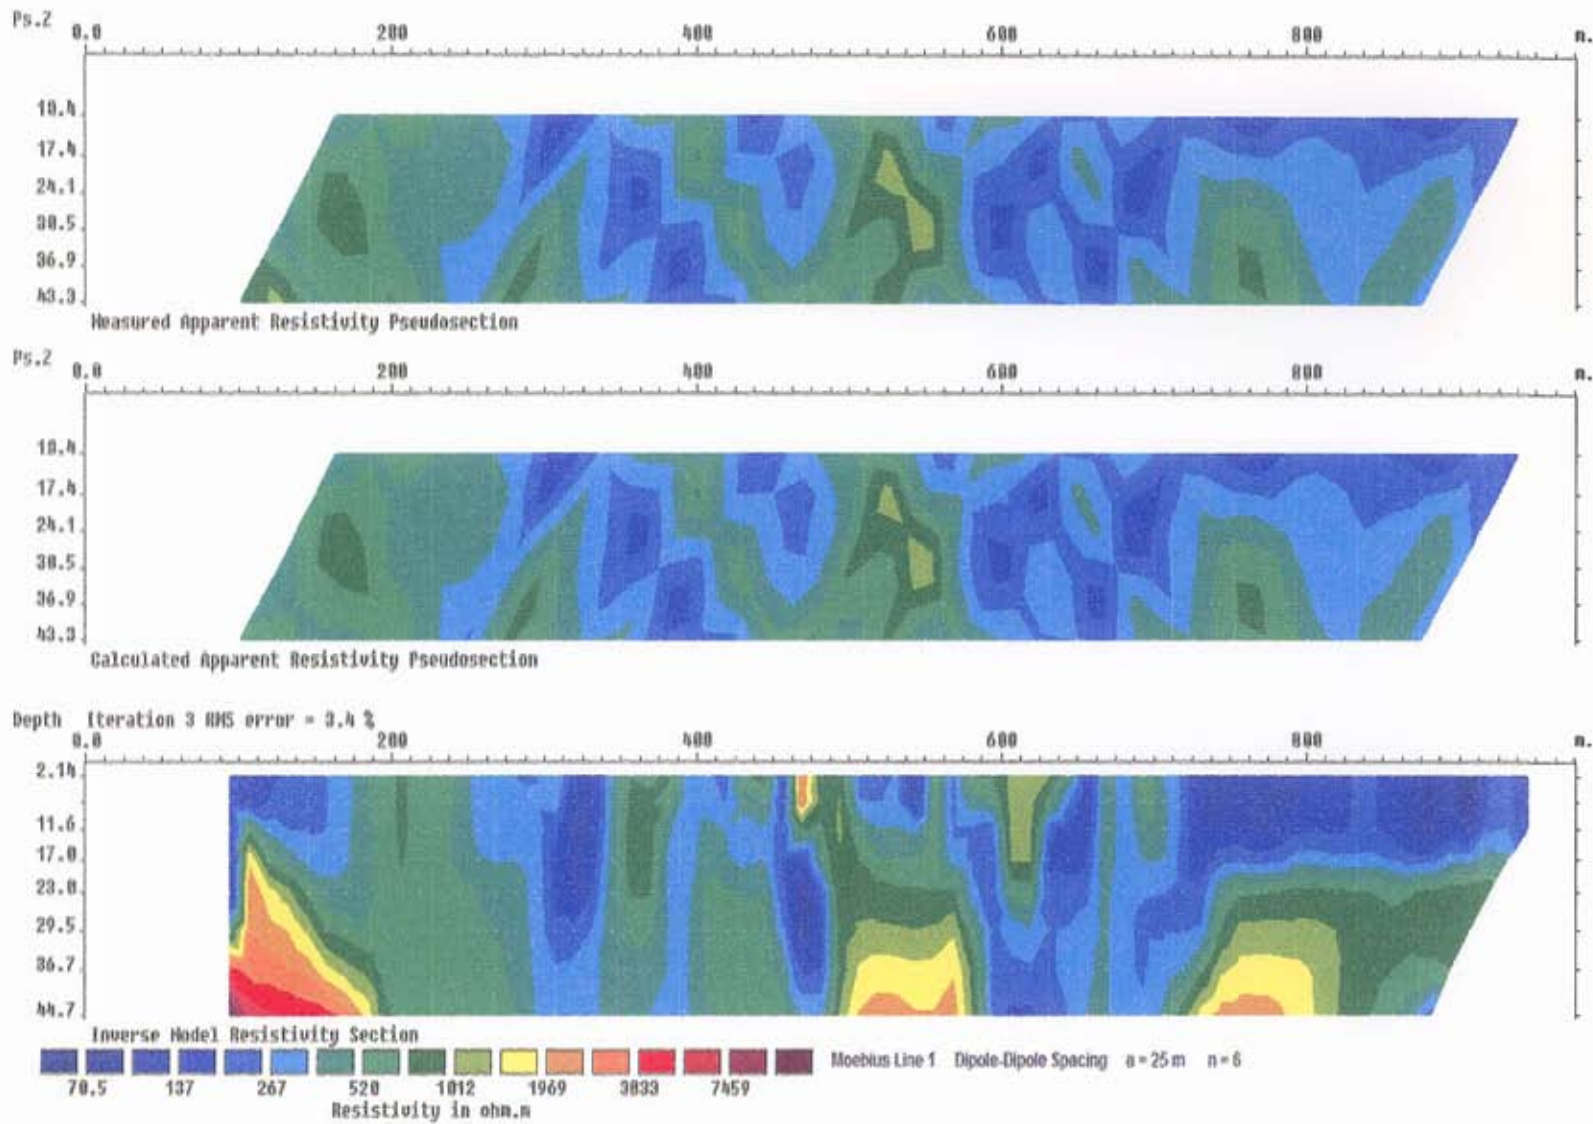 Ps.Z
0.0 200 400 600 800 m.
10.4
17.4
24.1
30.5
36.9
43.3
Measured Apparent Resistivity Pseudosection
Ps.Z
0.0 200 400 600 800 m.
10.4
17.4
24.1
30.5
36.9
43.3
Calculated Apparent Resistivity Pseudosection
Depth Iteration 3 RMS error = 3.4 %
0.0 200 400 600 800 m.
2.14
11.6
17.0
23.0
29.5
36.7
44.7
Inverse Model Resistivity Section
Moebius Line 1 Dipole-Dipole Spacing a = 25 m n = 6
70.5 137 267 520 1012 1969 3833 7459
Resistivity in ohm.m